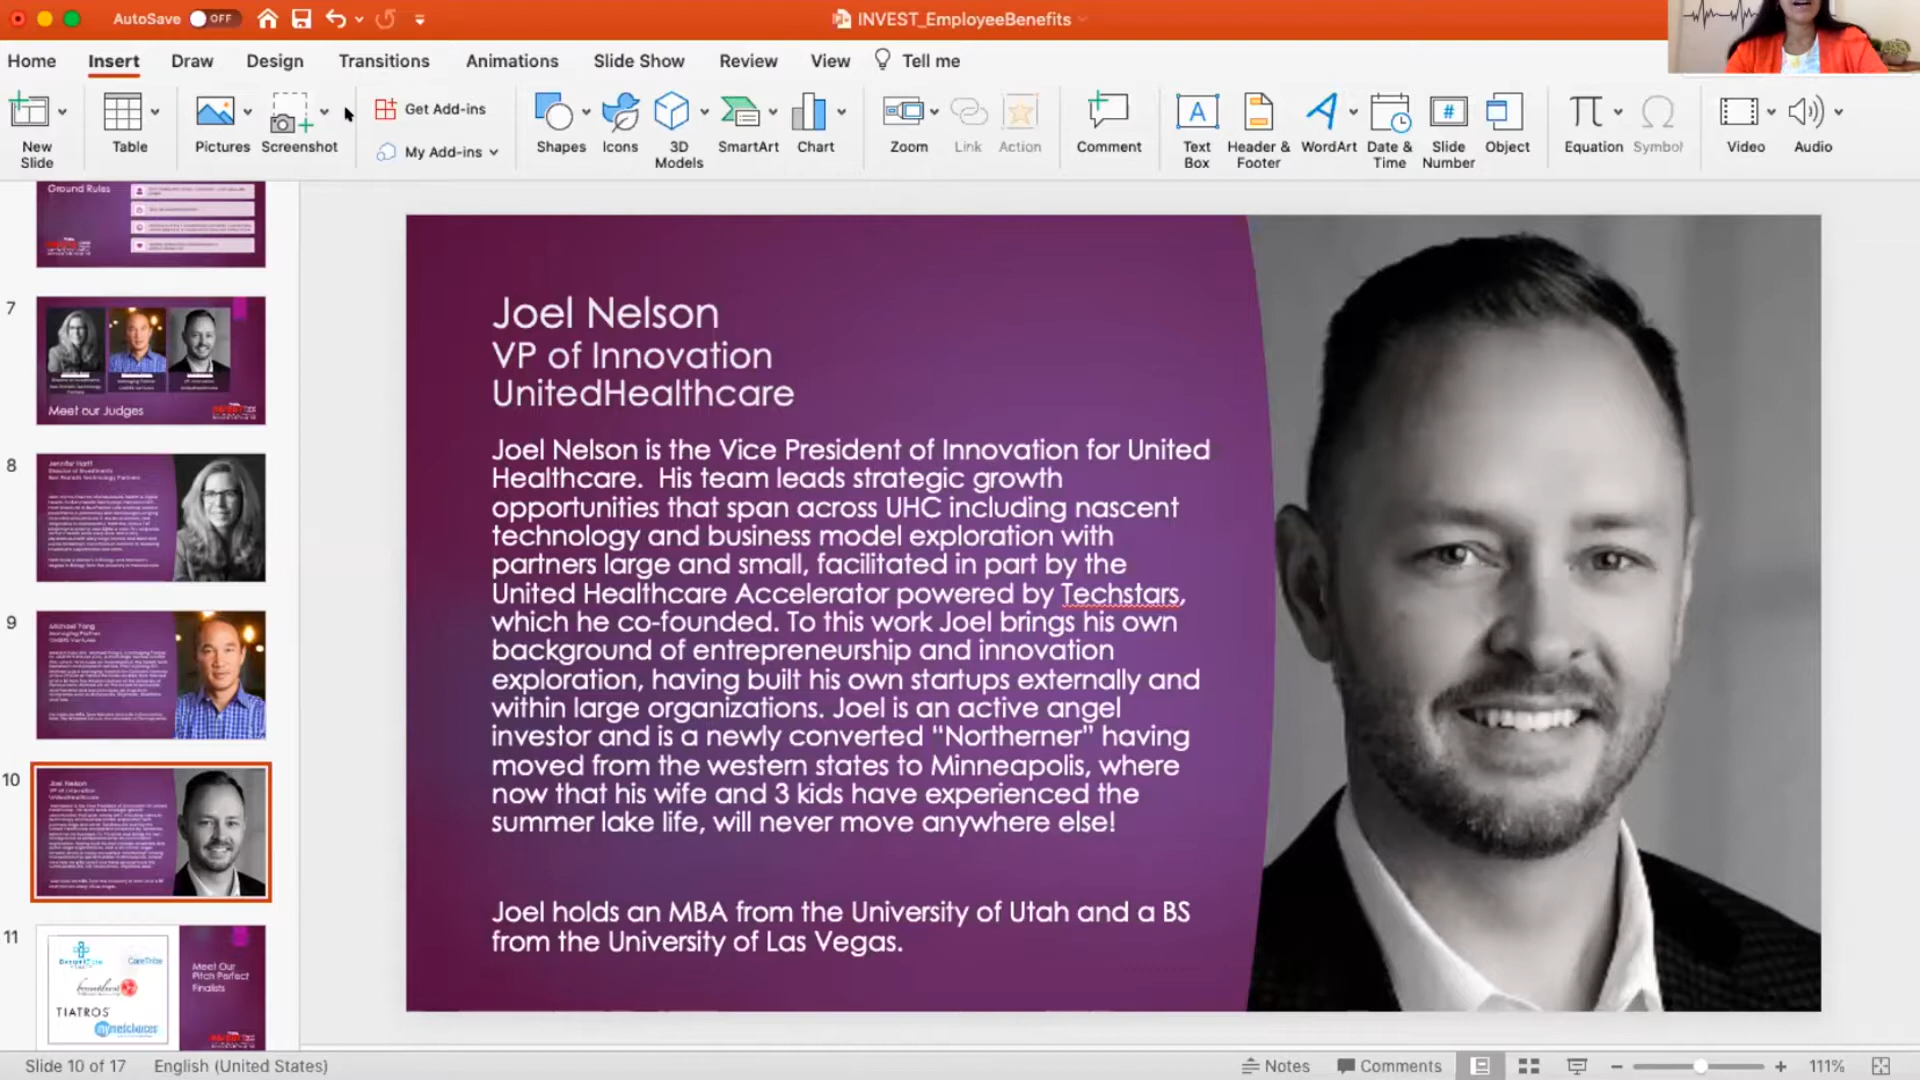 AutoSave OFF
INVEST_EmployeeBenefits
Home Insert Draw Design Transitions Animations Slide Show Review View Tell me
New Slide
Table
Pictures
Screenshot
Get Add-ins
My Add-ins
Shapes
Icons
3D Models
SmartArt
Chart
Zoom
Link
Action
Comment
Text Box
Header & Footer
WordArt
Date & Time
Slide Number
Object
Equation
Symbol
Video
Audio
Ground Rules
7
Meet our Judges
8
9
10
11
CareTribe
TIATROS
Meet Our
Pitch Perfect
Finalists
Joel Nelson
VP of Innovation
UnitedHealthcare
Joel Nelson is the Vice President of Innovation for United
Healthcare. His team leads strategic growth
opportunities that span across UHC including nascent
technology and business model exploration with
partners large and small, facilitated in part by the
United Healthcare Accelerator powered by Techstars,
which he co-founded. To this work Joel brings his own
background of entrepreneurship and innovation
exploration, having built his own startups externally and
within large organizations. Joel is an active angel
investor and is a newly converted “Northerner” having
moved from the western states to Minneapolis, where
now that his wife and 3 kids have experienced the
summer lake life, will never move anywhere else!
Joel holds an MBA from the University of Utah and a BS
from the University of Las Vegas.
Slide 10 of 17 English (United States)
Notes Comments 111%